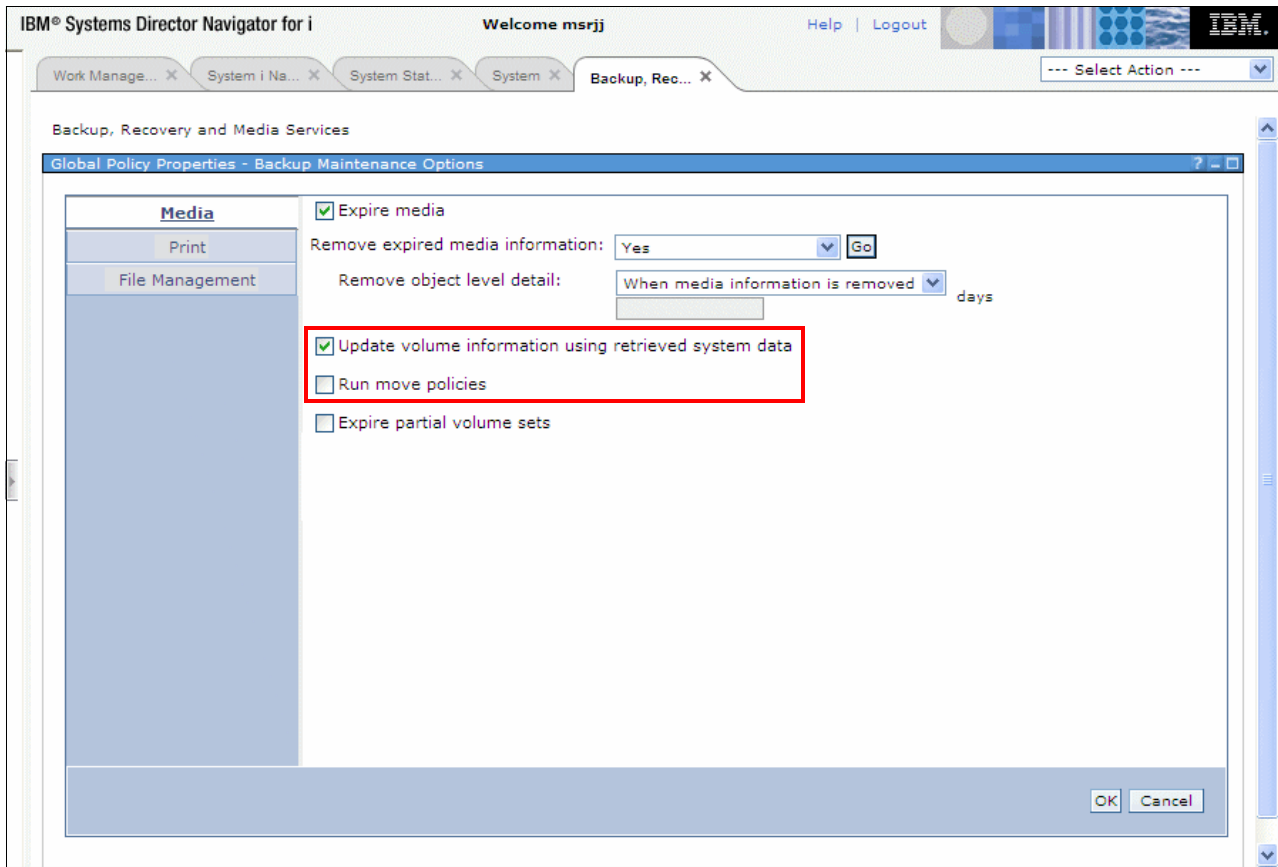 IBM® Systems Director Navigator for i Welcome msrjj Help | Logout IBM.
Work Manage... System i Na... System Stat... System Backup, Rec... --- Select Action ---
Backup, Recovery and Media Services
Global Policy Properties - Backup Maintenance Options ?
Media
Print
File Management
Expire media
Remove expired media information: Yes Go
Remove object level detail: When media information is removed
days
Update volume information using retrieved system data
Run move policies
Expire partial volume sets
OK Cancel